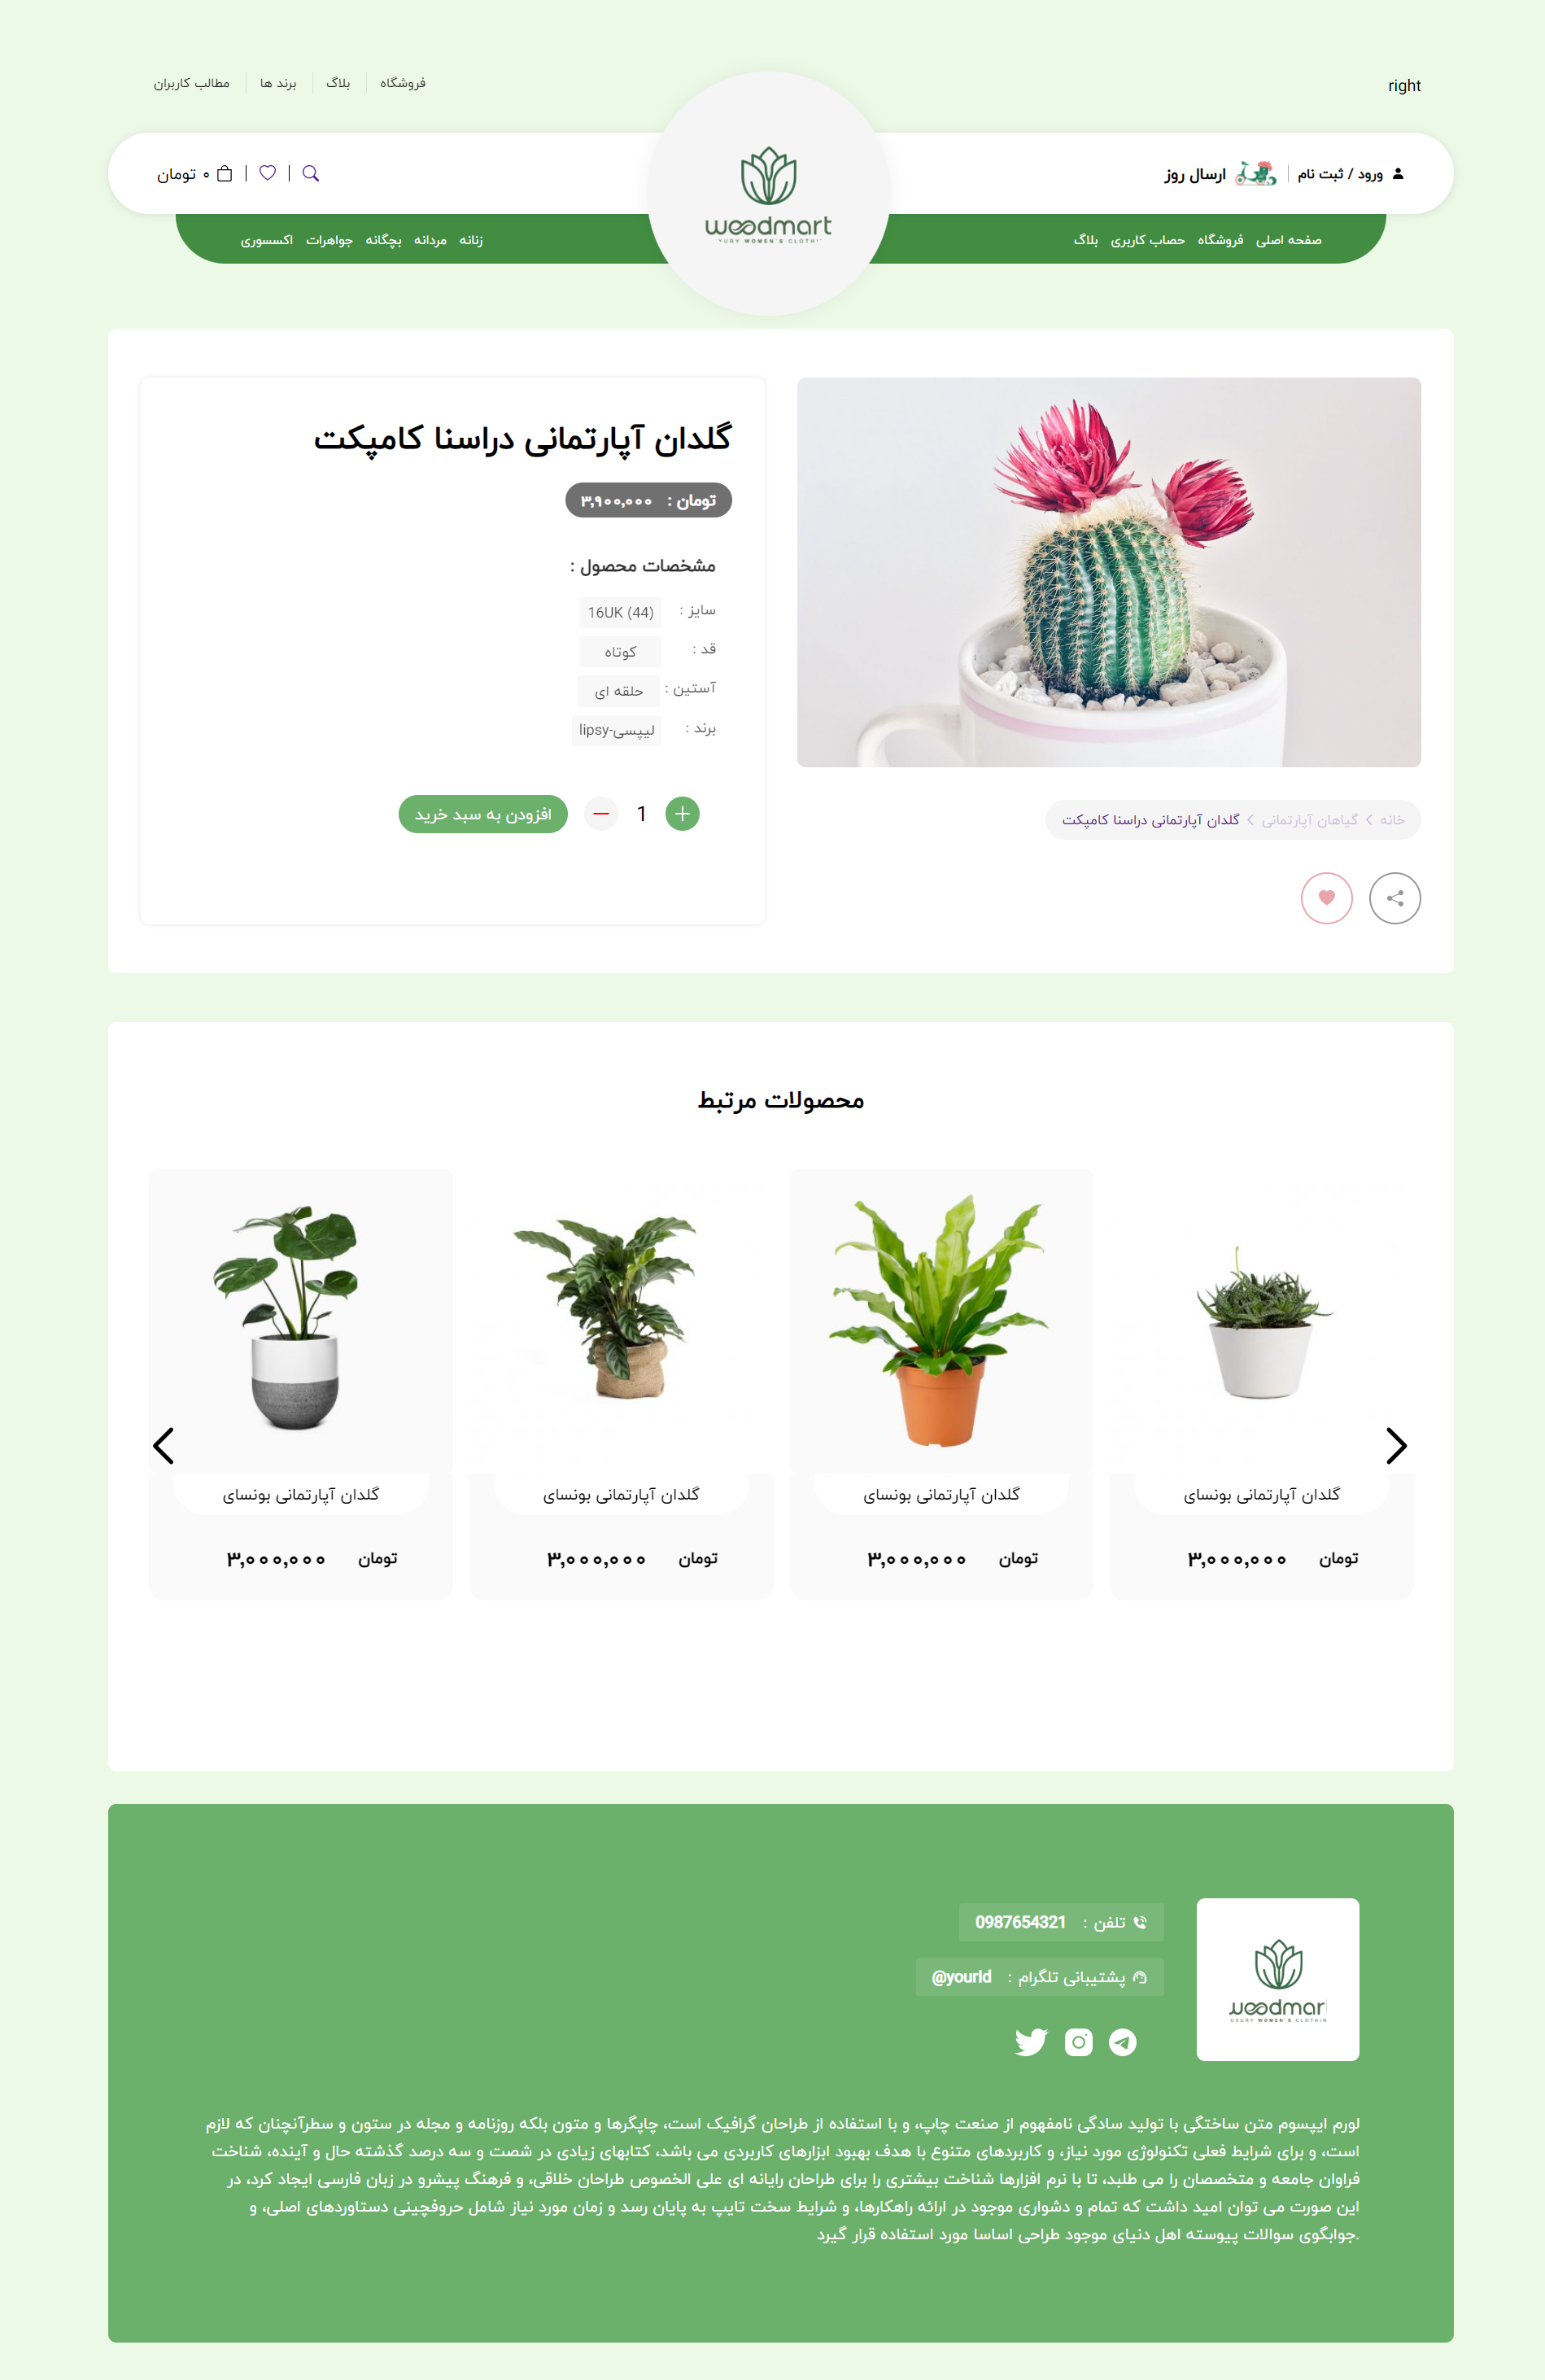 right
فروشگاه
بلاگ
برند ها
مطالب کاربران
ورود / ثبت نام
ارسال روز
۰ تومان
woodmart
صفحه اصلی فروشگاه حساب کاربری بلاگ
زنانه مردانه بچگانه جواهرات اکسسوری
گلدان آپارتمانی دراسنا کامپکت
تومان : ۳,۹۰۰,۰۰۰
مشخصات محصول :
سایز : 16UK (44)
قد : کوتاه
آستین : حلقه ای
برند : لیپسی-lipsy
1
افزودن به سبد خرید
خانه
گیاهان آپارتمانی
گلدان آپارتمانی دراسنا کامپکت
محصولات مرتبط
گلدان آپارتمانی بونسای
تومان ۳,۰۰۰,۰۰۰
گلدان آپارتمانی بونسای
تومان ۳,۰۰۰,۰۰۰
گلدان آپارتمانی بونسای
تومان ۳,۰۰۰,۰۰۰
گلدان آپارتمانی بونسای
تومان ۳,۰۰۰,۰۰۰
تلفن : 0987654321
پشتیبانی تلگرام : @yourId
لورم ایپسوم متن ساختگی با تولید سادگی نامفهوم از صنعت چاپ، و با استفاده از طراحان گرافیک است، چاپگرها و متون بلکه روزنامه و مجله در ستون و سطرآنچنان که لازم
است، و برای شرایط فعلی تکنولوژی مورد نیاز، و کاربردهای متنوع با هدف بهبود ابزارهای کاربردی می باشد، کتابهای زیادی در شصت و سه درصد گذشته حال و آینده، شناخت
فراوان جامعه و متخصصان را می طلبد، تا با نرم افزارها شناخت بیشتری را برای طراحان رایانه ای علی الخصوص طراحان خلاقی، و فرهنگ پیشرو در زبان فارسی ایجاد کرد، در
این صورت می توان امید داشت که تمام و دشواری موجود در ارائه راهکارها، و شرایط سخت تایپ به پایان رسد و زمان مورد نیاز شامل حروفچینی دستاوردهای اصلی، و
.جوابگوی سوالات پیوسته اهل دنیای موجود طراحی اساسا مورد استفاده قرار گیرد